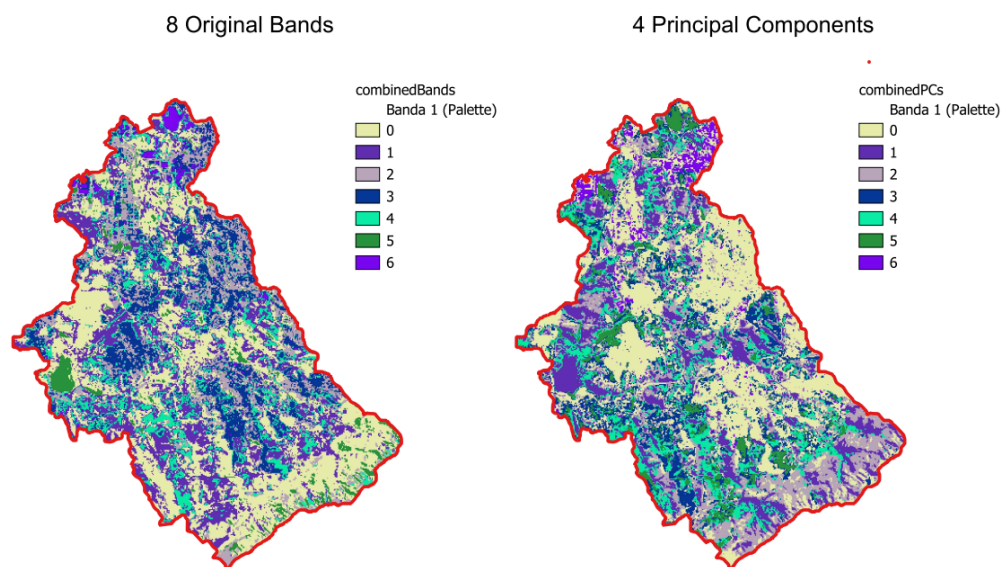 8 Original Bands
combinedBands
Banda 1 (Palette)
0
1
2
3
4
5
6
4 Principal Components
combinedPCs
Banda 1 (Palette)
0
1
2
3
4
5
6